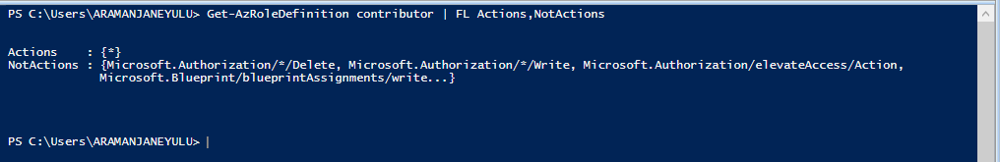 PS C:\Users\ARAMANJANEYULU> Get-AzRoleDefinition contributor | FL Actions,NotActions
Actions    : {*}
NotActions : {Microsoft.Authorization/*/Delete, Microsoft.Authorization/*/Write, Microsoft.Authorization/elevateAccess/Action,
Microsoft.Blueprint/blueprintAssignments/write...}
PS C:\Users\ARAMANJANEYULU>